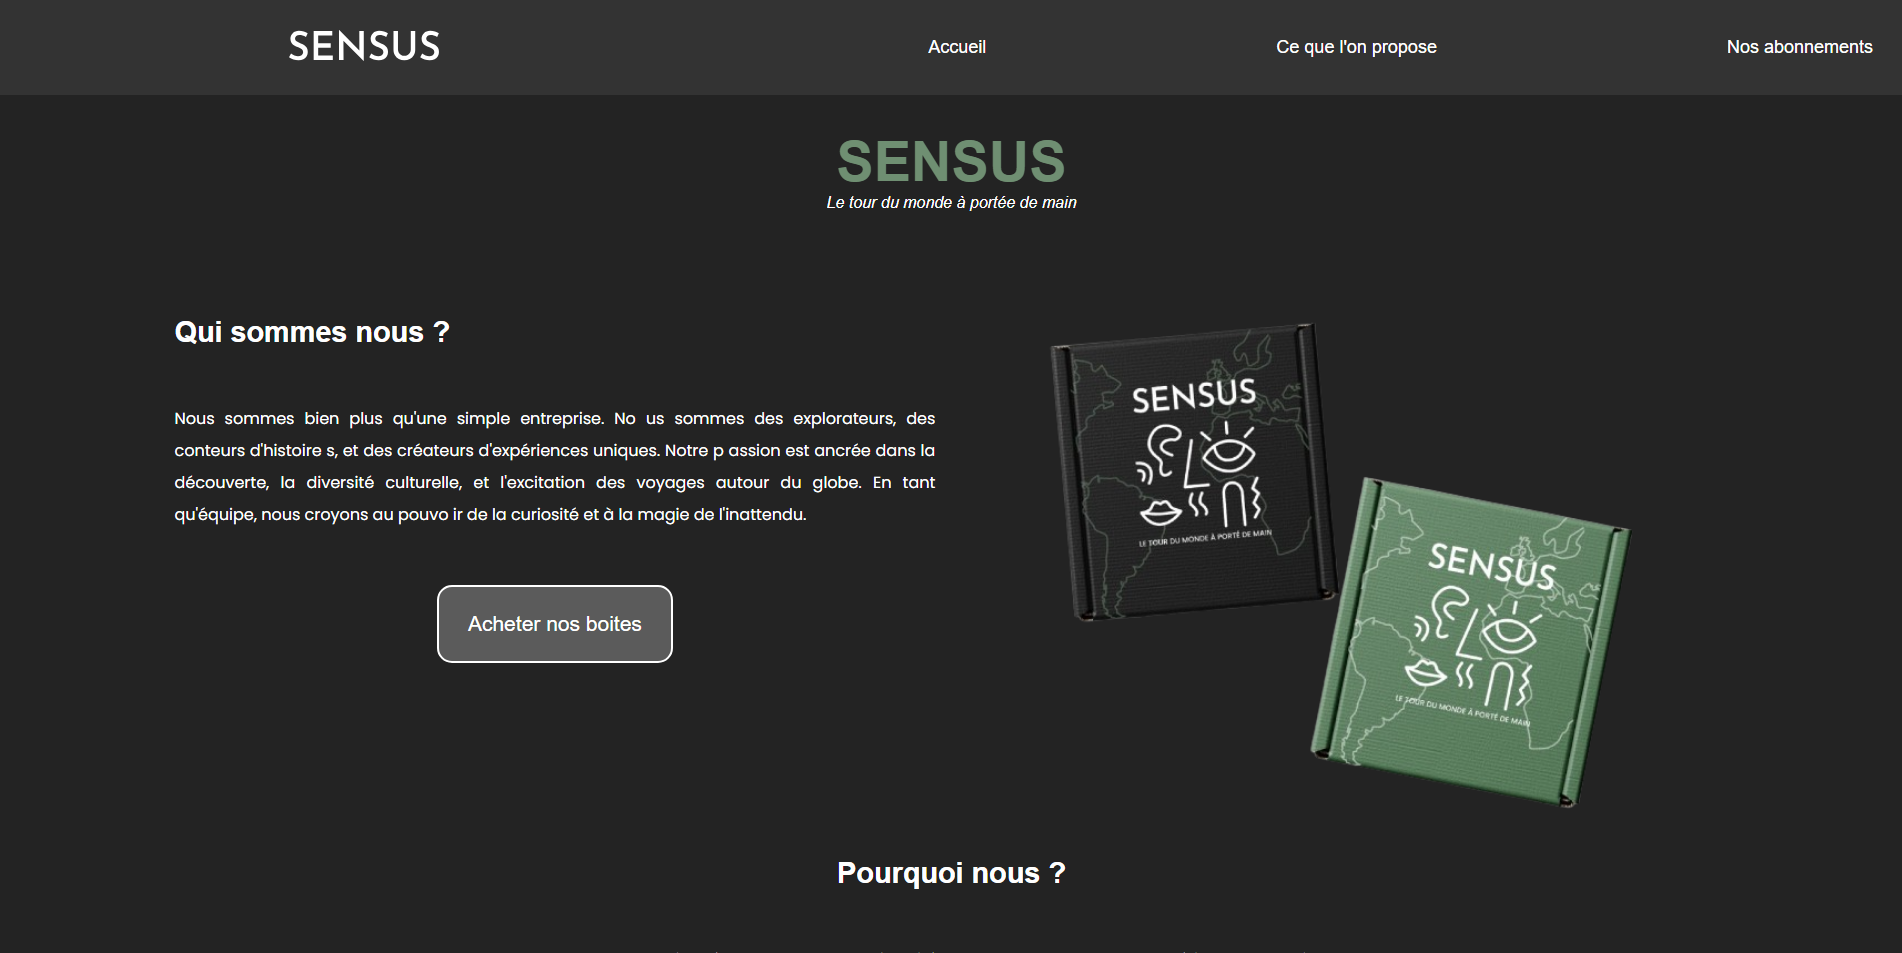 SENSUS
Accueil
Ce que l'on propose
Nos abonnements
SENSUS
Le tour du monde à portée de main
Qui sommes nous ?
Nous sommes bien plus qu'une simple entreprise. No us sommes des explorateurs, des
conteurs d'histoire s, et des créateurs d'expériences uniques. Notre p assion est ancrée dans la
découverte, la diversité culturelle, et l'excitation des voyages autour du globe. En tant
qu'équipe, nous croyons au pouvo ir de la curiosité et à la magie de l'inattendu.
Acheter nos boites
SENSUS
LE TOUR DU MONDE À PORTÉ DE MAIN
SENSUS
LE TOUR DU MONDE À PORTÉ DE MAIN
Pourquoi nous ?